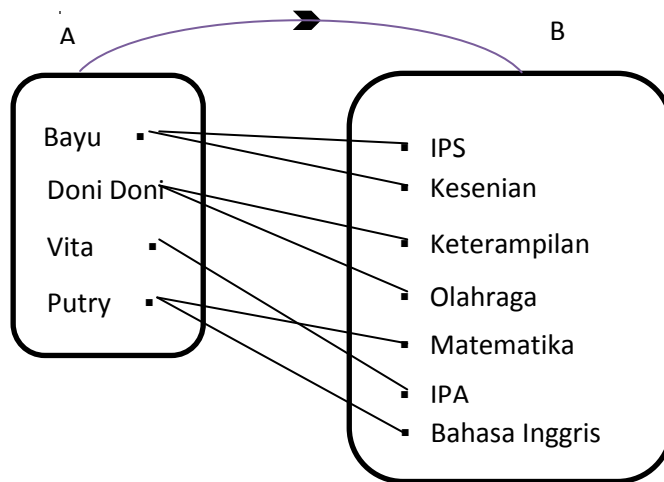 A
B
Bayu
Doni Doni
Vita
Putry
IPS
Kesenian
Keterampilan
Olahraga
Matematika
IPA
Bahasa Inggris